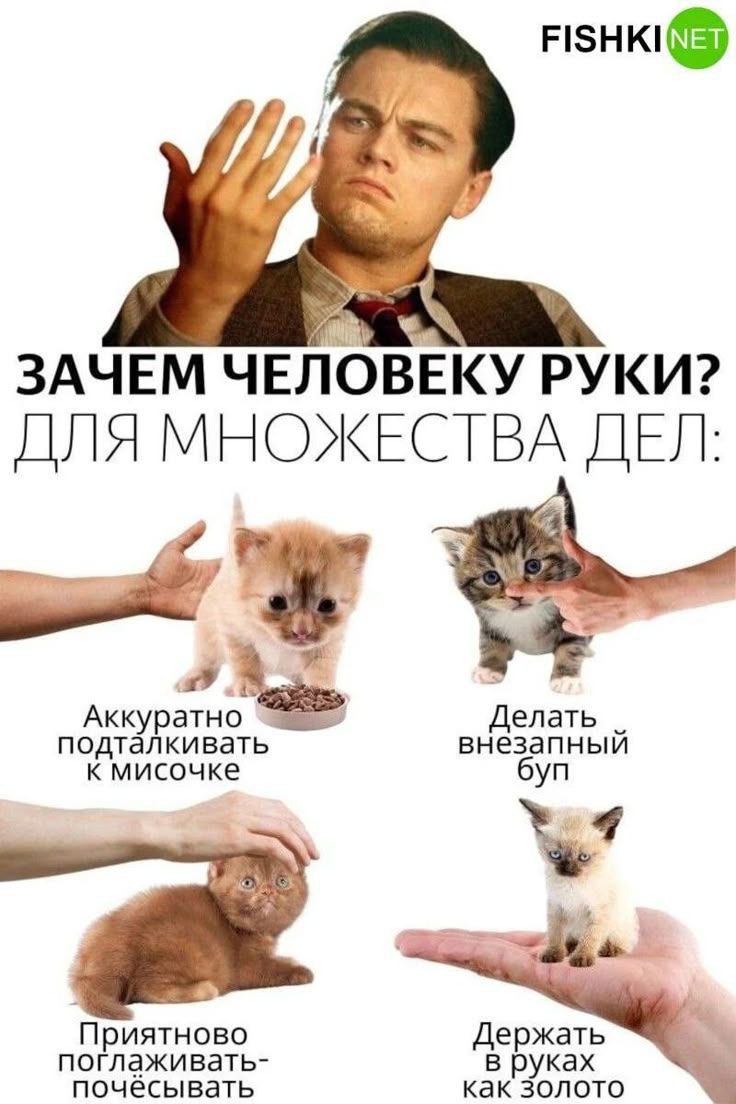 FISHKI NET
ЗАЧЕМ ЧЕЛОВЕКУ РУКИ?
ДЛЯ МНОЖЕСТВА ДЕЛ:
Аккуратно
подталкивать
к мисочке
Делать
внезапный
буп
Приятново
поглаживать-
почёсывать
Держать
в руках
как золото